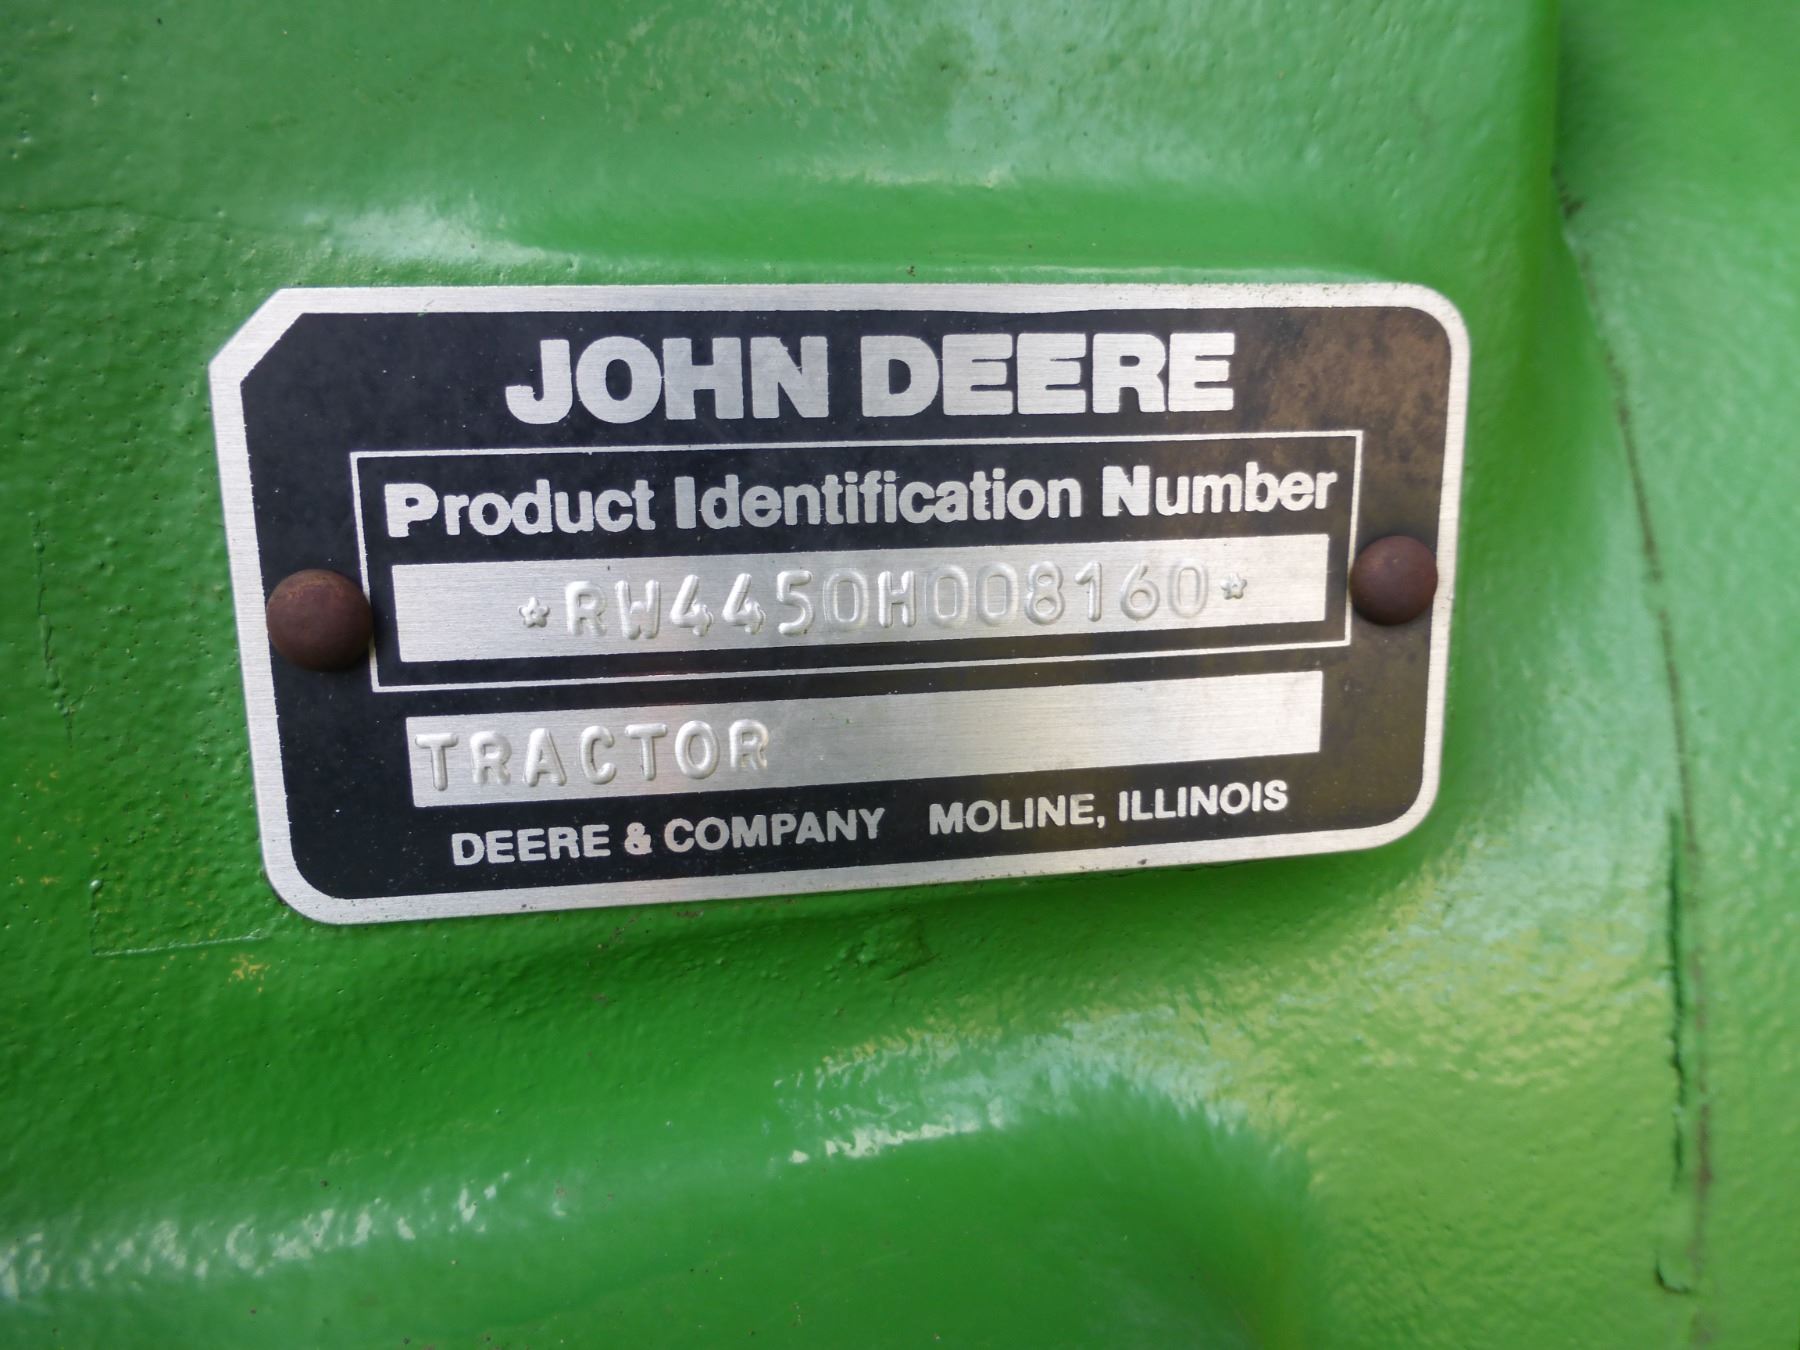 JOHN DEERE
Product Identification Number
*RW4450H008160*
TRACTOR
DEERE & COMPANY MOLINE, ILLINOIS